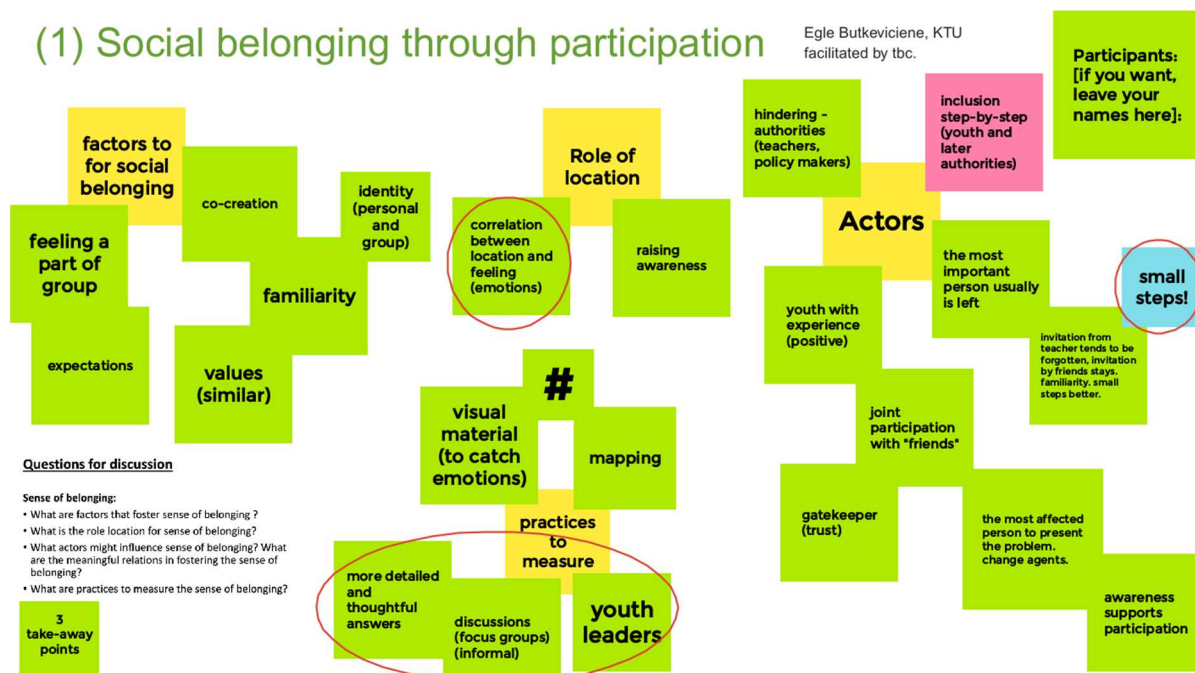 (1) Social belonging through participation
Egle Butkeviciene, KTU
facilitated by tbc.
Participants:
[if you want,
leave your
names here]:
factors to
for social
belonging
co-creation
identity
(personal
and
group)
feeling a
part of
group
familiarity
expectations
values
(similar)
Role of
location
correlation
between
location and
feeling
(emotions)
raising
awareness
hindering -
authorities
(teachers,
policy makers)
inclusion
step-by-step
(youth and
later
authorities)
Actors
the most
important
person usually
is left
small
steps!
youth with
experience
(positive)
invitation from
teacher tends to be
forgotten, invitation
by friends stays.
familiarity. small
steps better.
joint
participation
with "friends"
gatekeeper
(trust)
the most affected
person to present
the problem.
change agents.
awareness
supports
participation
#
visual
material
(to catch
emotions)
mapping
practices
to
measure
more detailed
and
thoughtful
answers
discussions
(focus groups)
(informal)
youth
leaders
Questions for discussion
Sense of belonging:
• What are factors that foster sense of belonging ?
• What is the role location for sense of belonging?
• What actors might influence sense of belonging? What
are the meaningful relations in fostering the sense of
belonging?
• What are practices to measure the sense of belonging?
3
take-away
points